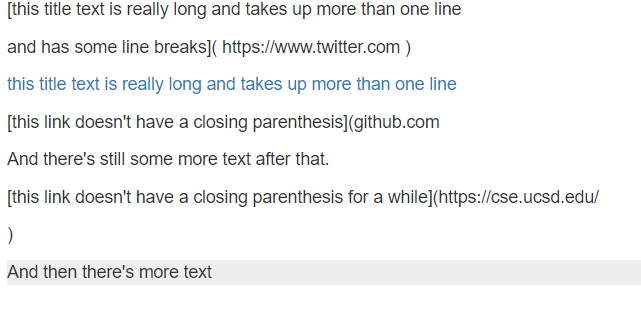 [this title text is really long and takes up more than one line
and has some line breaks]( https://www.twitter.com )
this title text is really long and takes up more than one line
[this link doesn't have a closing parenthesis](github.com
And there's still some more text after that.
[this link doesn't have a closing parenthesis for a while](https://cse.ucsd.edu/
)
And then there's more text